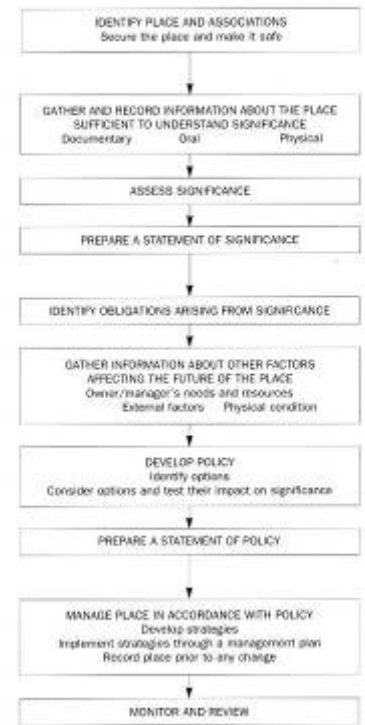 IDENTIFY PLACE AND ASSOCIATIONS
Secure the place and make it safe
GATHER AND RECORD INFORMATION ABOUT THE PLACE
SUFFICIENT TO UNDERSTAND SIGNIFICANCE
Documentary Oral Physical
ASSESS SIGNIFICANCE
PREPARE A STATEMENT OF SIGNIFICANCE
IDENTIFY OBLIGATIONS ARISING FROM SIGNIFICANCE
GATHER INFORMATION ABOUT OTHER FACTORS
AFFECTING THE FUTURE OF THE PLACE
Owner/manager's needs and resources
External factors Physical condition
DEVELOP POLICY
Identify options
Consider options and test their impact on significance
PREPARE A STATEMENT OF POLICY
MANAGE PLACE IN ACCORDANCE WITH POLICY
Develop strategies
Implement strategies through a management plan
Record place prior to any change
MONITOR AND REVIEW